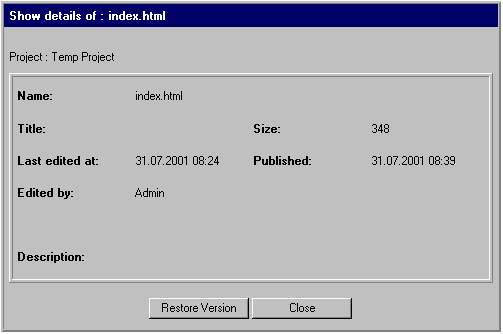 Show details of : index.html
Project : Temp Project
Name: index.html
Title: Size: 348
Last edited at: 31.07.2001 08:24 Published: 31.07.2001 08:39
Edited by: Admin
Description:
Restore Version Close